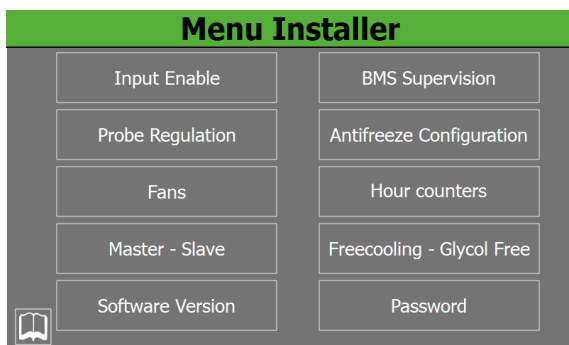 Menu Installer
Input Enable
BMS Supervision
Probe Regulation
Antifreeze Configuration
Fans
Hour counters
Master - Slave
Freecooling - Glycol Free
Software Version
Password